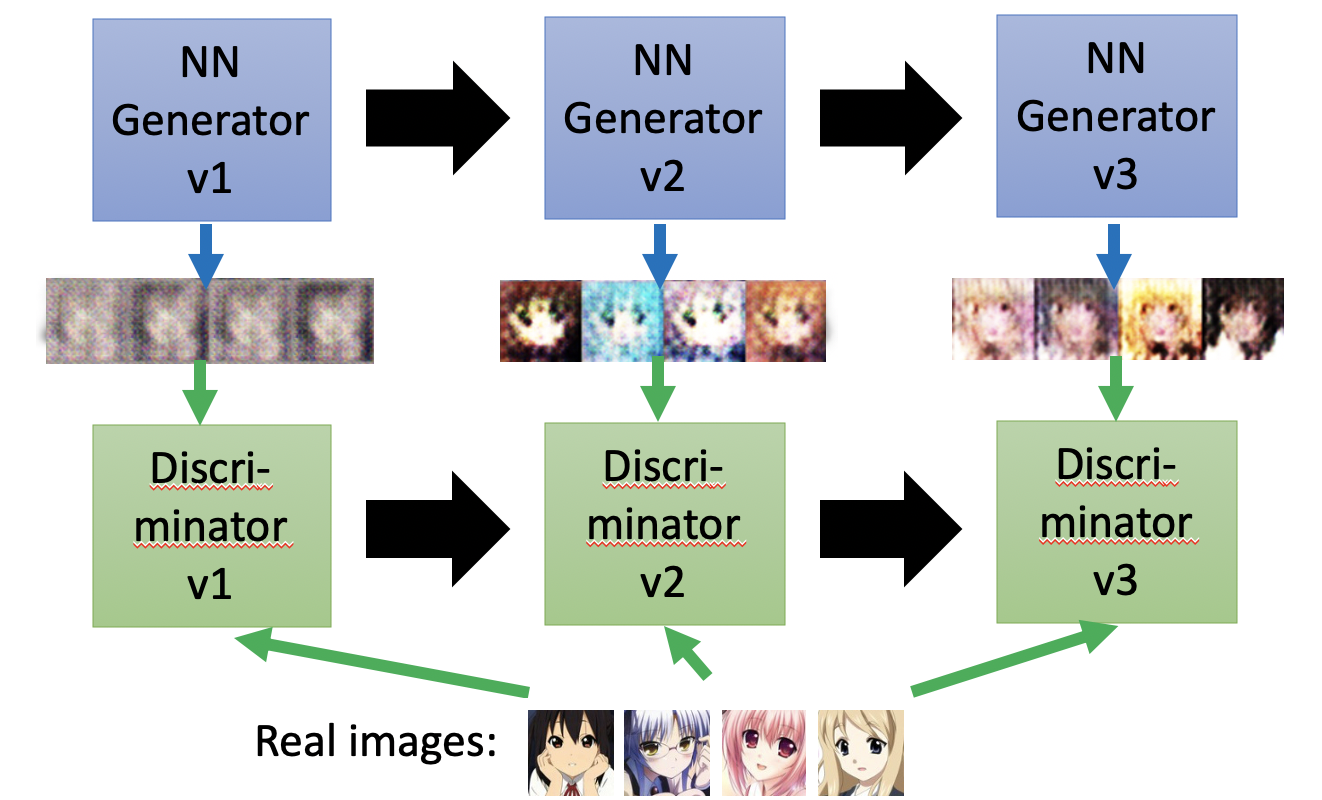 NN
Generator
v1
NN
Generator
v2
NN
Generator
v3
Discri-
minator
v1
Discri-
minator
v2
Discri-
minator
v3
Real images: